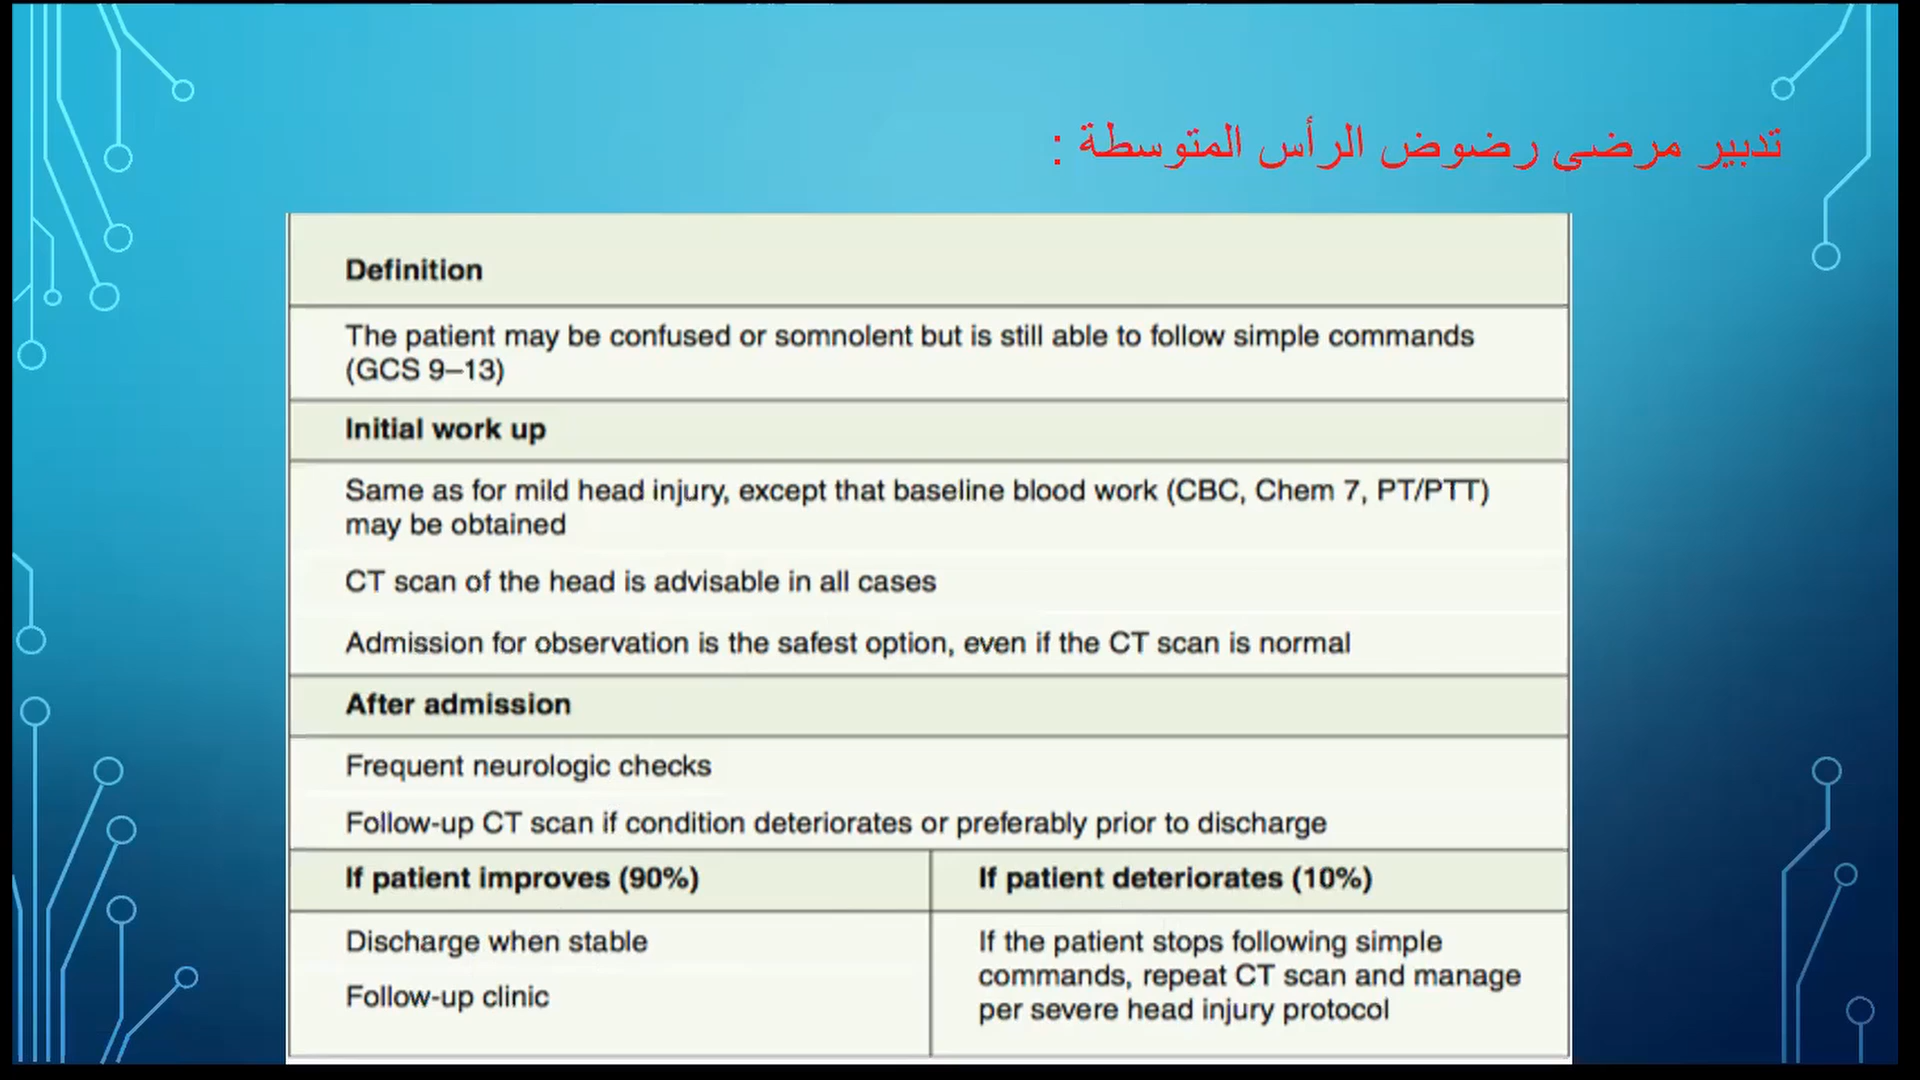 تدبير مرضى رضوض الرأس المتوسطة :
Definition
The patient may be confused or somnolent but is still able to follow simple commands
(GCS 9–13)
Initial work up
Same as for mild head injury, except that baseline blood work (CBC, Chem 7, PT/PTT)
may be obtained
CT scan of the head is advisable in all cases
Admission for observation is the safest option, even if the CT scan is normal
After admission
Frequent neurologic checks
Follow-up CT scan if condition deteriorates or preferably prior to discharge
If patient improves (90%)
Discharge when stable
Follow-up clinic
If patient deteriorates (10%)
If the patient stops following simple
commands, repeat CT scan and manage
per severe head injury protocol